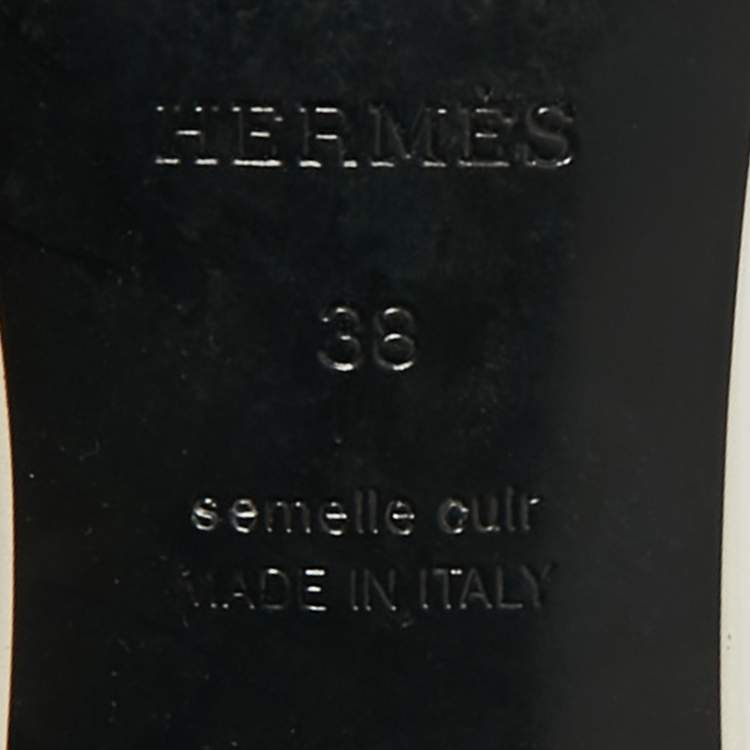 HERMÈS
38
semelle cuir
MADE IN ITALY